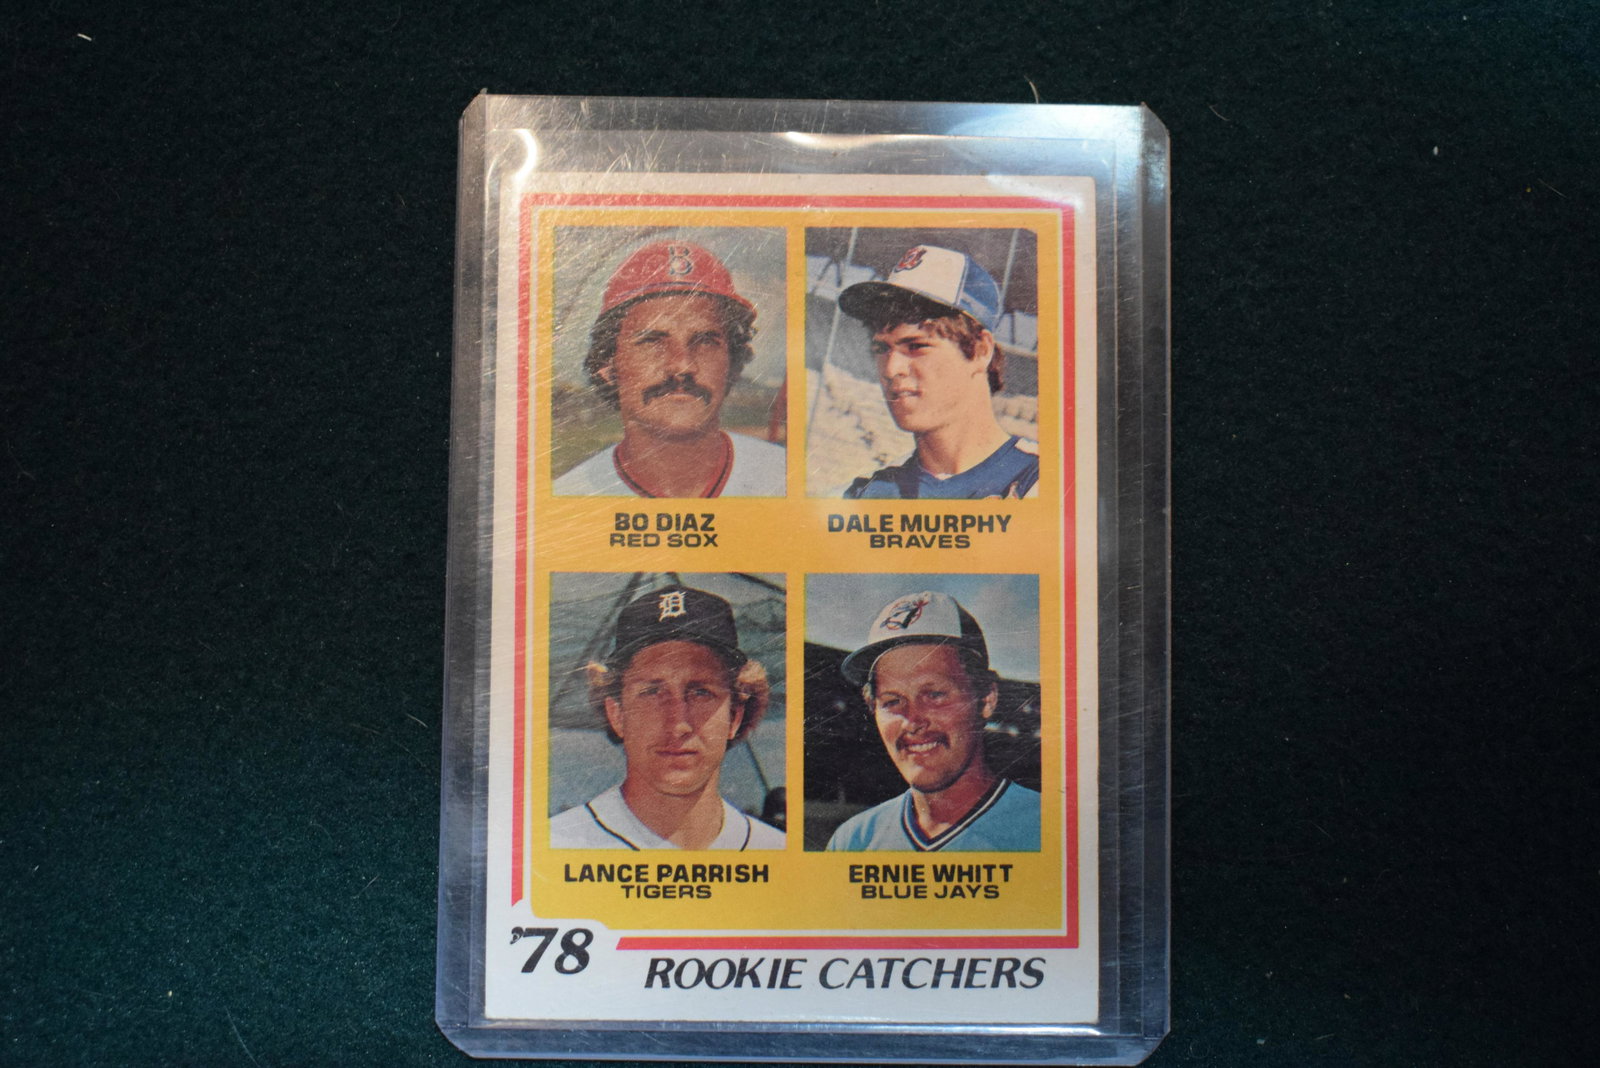 B
BO DIAZ
RED SOX
DALE MURPHY
BRAVES
D
LANCE PARRISH
TIGERS
ERNIE WHITT
BLUE JAYS
'78
ROOKIE CATCHERS